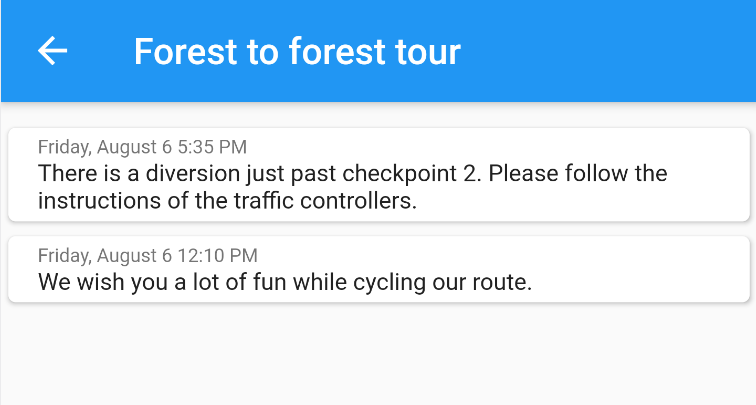 Forest to forest tour
Friday, August 6 5:35 PM
There is a diversion just past checkpoint 2. Please follow the
instructions of the traffic controllers.
Friday, August 6 12:10 PM
We wish you a lot of fun while cycling our route.